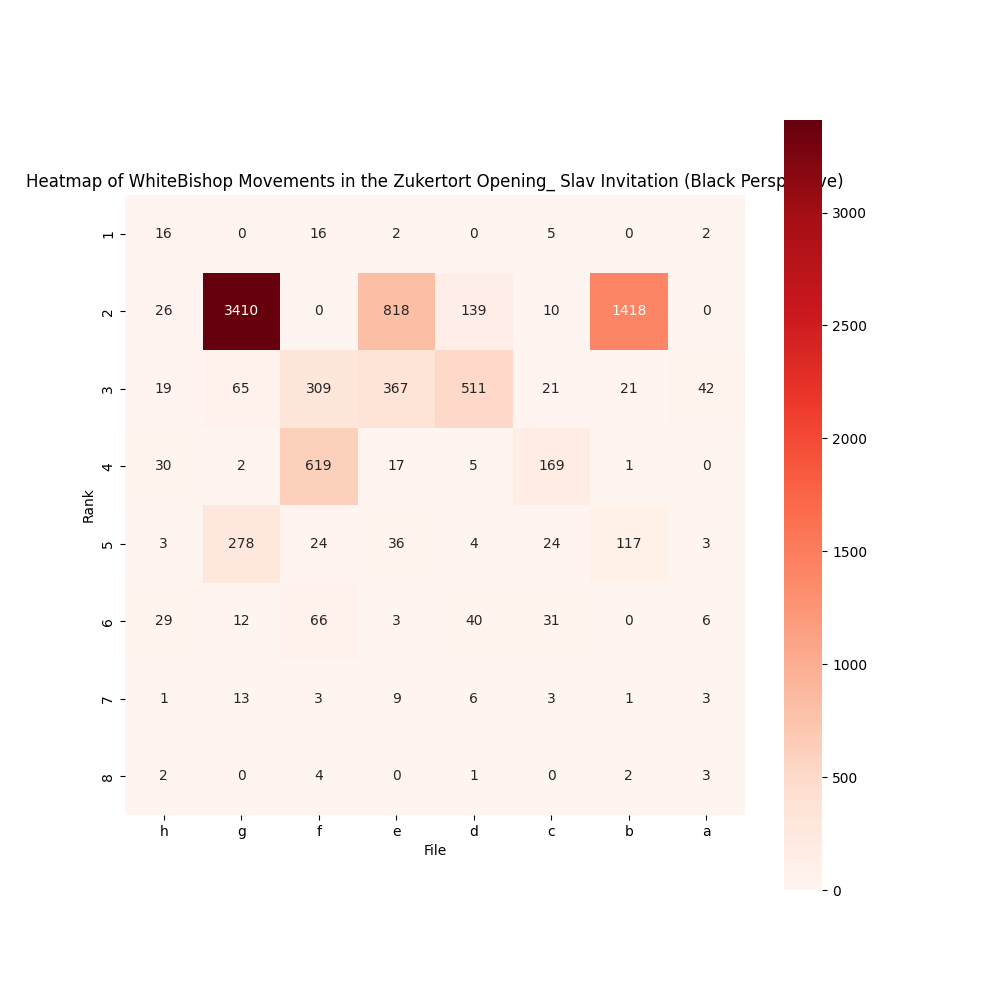 Heatmap of WhiteBishop Movements in the Zukertort Opening_ Slav Invitation (Black Perspective)
Rank
1 16 0 16 2 0 5 0 2
2 26 3410 0 818 139 10 1418 0
3 19 65 309 367 511 21 21 42
4 30 2 619 17 5 169 1 0
5 3 278 24 36 4 24 117 3
6 29 12 66 3 40 31 0 6
7 1 13 3 9 6 3 1 3
8 2 0 4 0 1 0 2 3
h g f e d c b a
File
3000
2500
2000
1500
1000
500
0